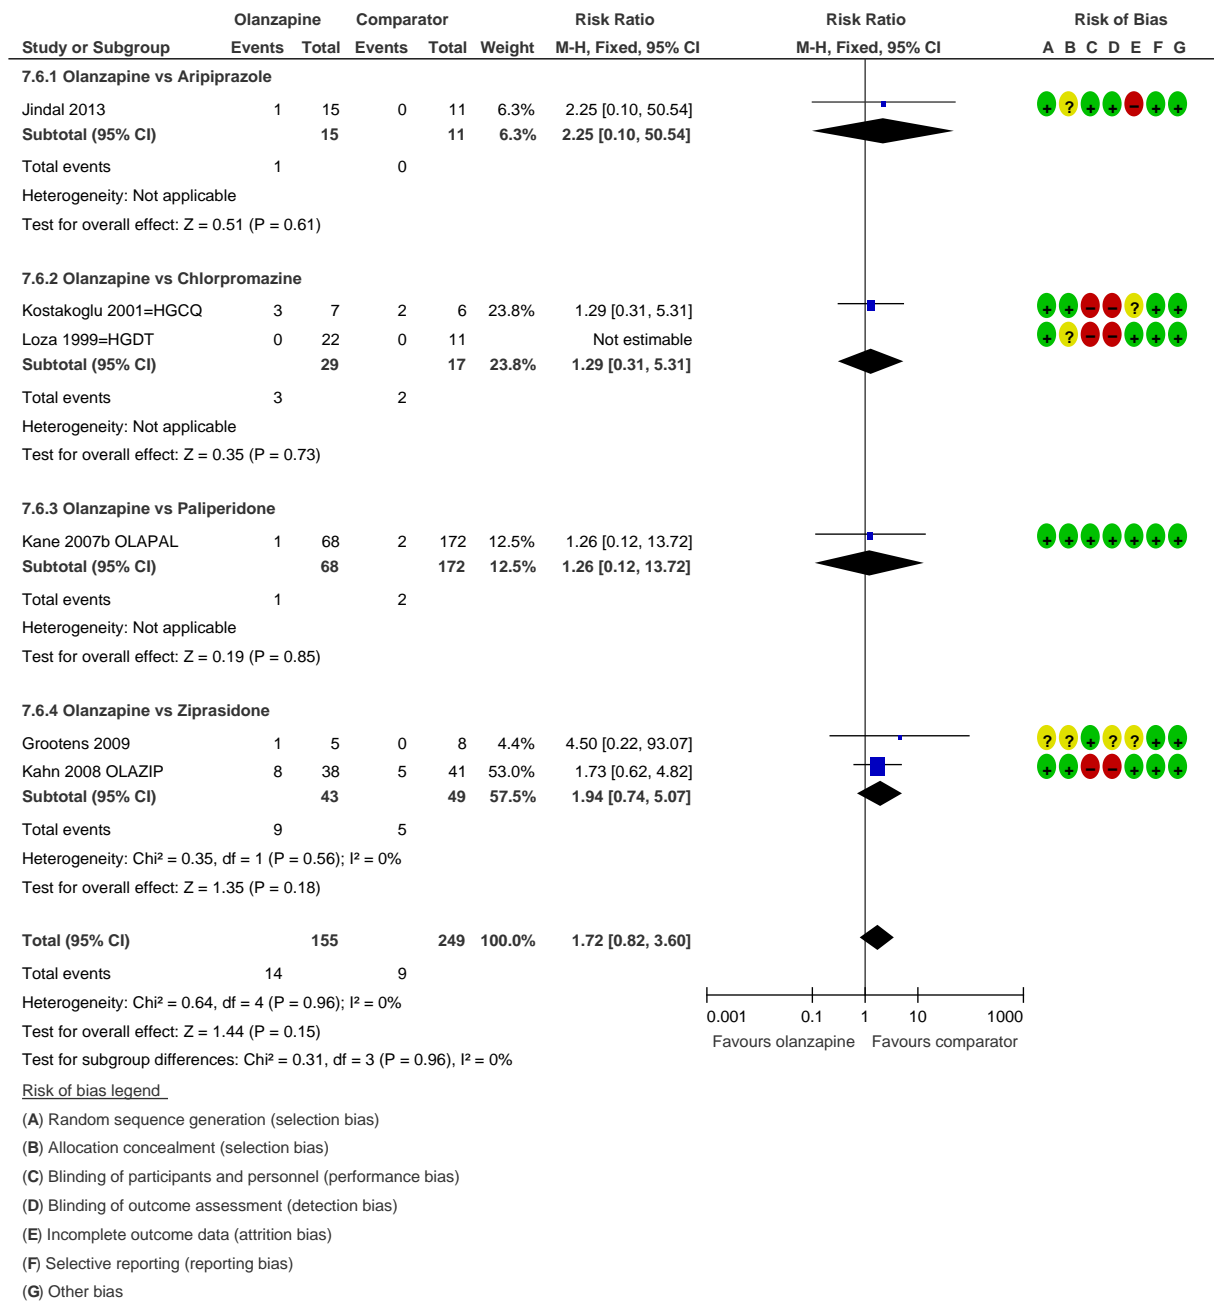 Olanzapine Comparator Risk Ratio Risk Ratio Risk of Bias
Study or Subgroup Events Total Events Total Weight M-H, Fixed, 95% CI M-H, Fixed, 95% CI A B C D E F G
7.6.1 Olanzapine vs Aripiprazole
Jindal 2013 1 15 0 11 6.3% 2.25 [0.10, 50.54] + ? + + − + +
Subtotal (95% CI) 15 11 6.3% 2.25 [0.10, 50.54]
Total events 1 0
Heterogeneity: Not applicable
Test for overall effect: Z = 0.51 (P = 0.61)
7.6.2 Olanzapine vs Chlorpromazine
Kostakoglu 2001=HGCQ 3 7 2 6 23.8% 1.29 [0.31, 5.31] + + − − ? + +
Loza 1999=HGDT 0 22 0 11 Not estimable + ? − − + + +
Subtotal (95% CI) 29 17 23.8% 1.29 [0.31, 5.31]
Total events 3 2
Heterogeneity: Not applicable
Test for overall effect: Z = 0.35 (P = 0.73)
7.6.3 Olanzapine vs Paliperidone
Kane 2007b OLAPAL 1 68 2 172 12.5% 1.26 [0.12, 13.72] + + + + + + +
Subtotal (95% CI) 68 172 12.5% 1.26 [0.12, 13.72]
Total events 1 2
Heterogeneity: Not applicable
Test for overall effect: Z = 0.19 (P = 0.85)
7.6.4 Olanzapine vs Ziprasidone
Grootens 2009 1 5 0 8 4.4% 4.50 [0.22, 93.07] ? ? + ? ? + +
Kahn 2008 OLAZIP 8 38 5 41 53.0% 1.73 [0.62, 4.82] + + − − + + +
Subtotal (95% CI) 43 49 57.5% 1.94 [0.74, 5.07]
Total events 9 5
Heterogeneity: Chi² = 0.35, df = 1 (P = 0.56); I² = 0%
Test for overall effect: Z = 1.35 (P = 0.18)
Total (95% CI) 155 249 100.0% 1.72 [0.82, 3.60]
Total events 14 9
Heterogeneity: Chi² = 0.64, df = 4 (P = 0.96); I² = 0%
Test for overall effect: Z = 1.44 (P = 0.15)
Test for subgroup differences: Chi² = 0.31, df = 3 (P = 0.96), I² = 0%
0.001 0.1 1 10 1000
Favours olanzapine Favours comparator
Risk of bias legend
(A) Random sequence generation (selection bias)
(B) Allocation concealment (selection bias)
(C) Blinding of participants and personnel (performance bias)
(D) Blinding of outcome assessment (detection bias)
(E) Incomplete outcome data (attrition bias)
(F) Selective reporting (reporting bias)
(G) Other bias